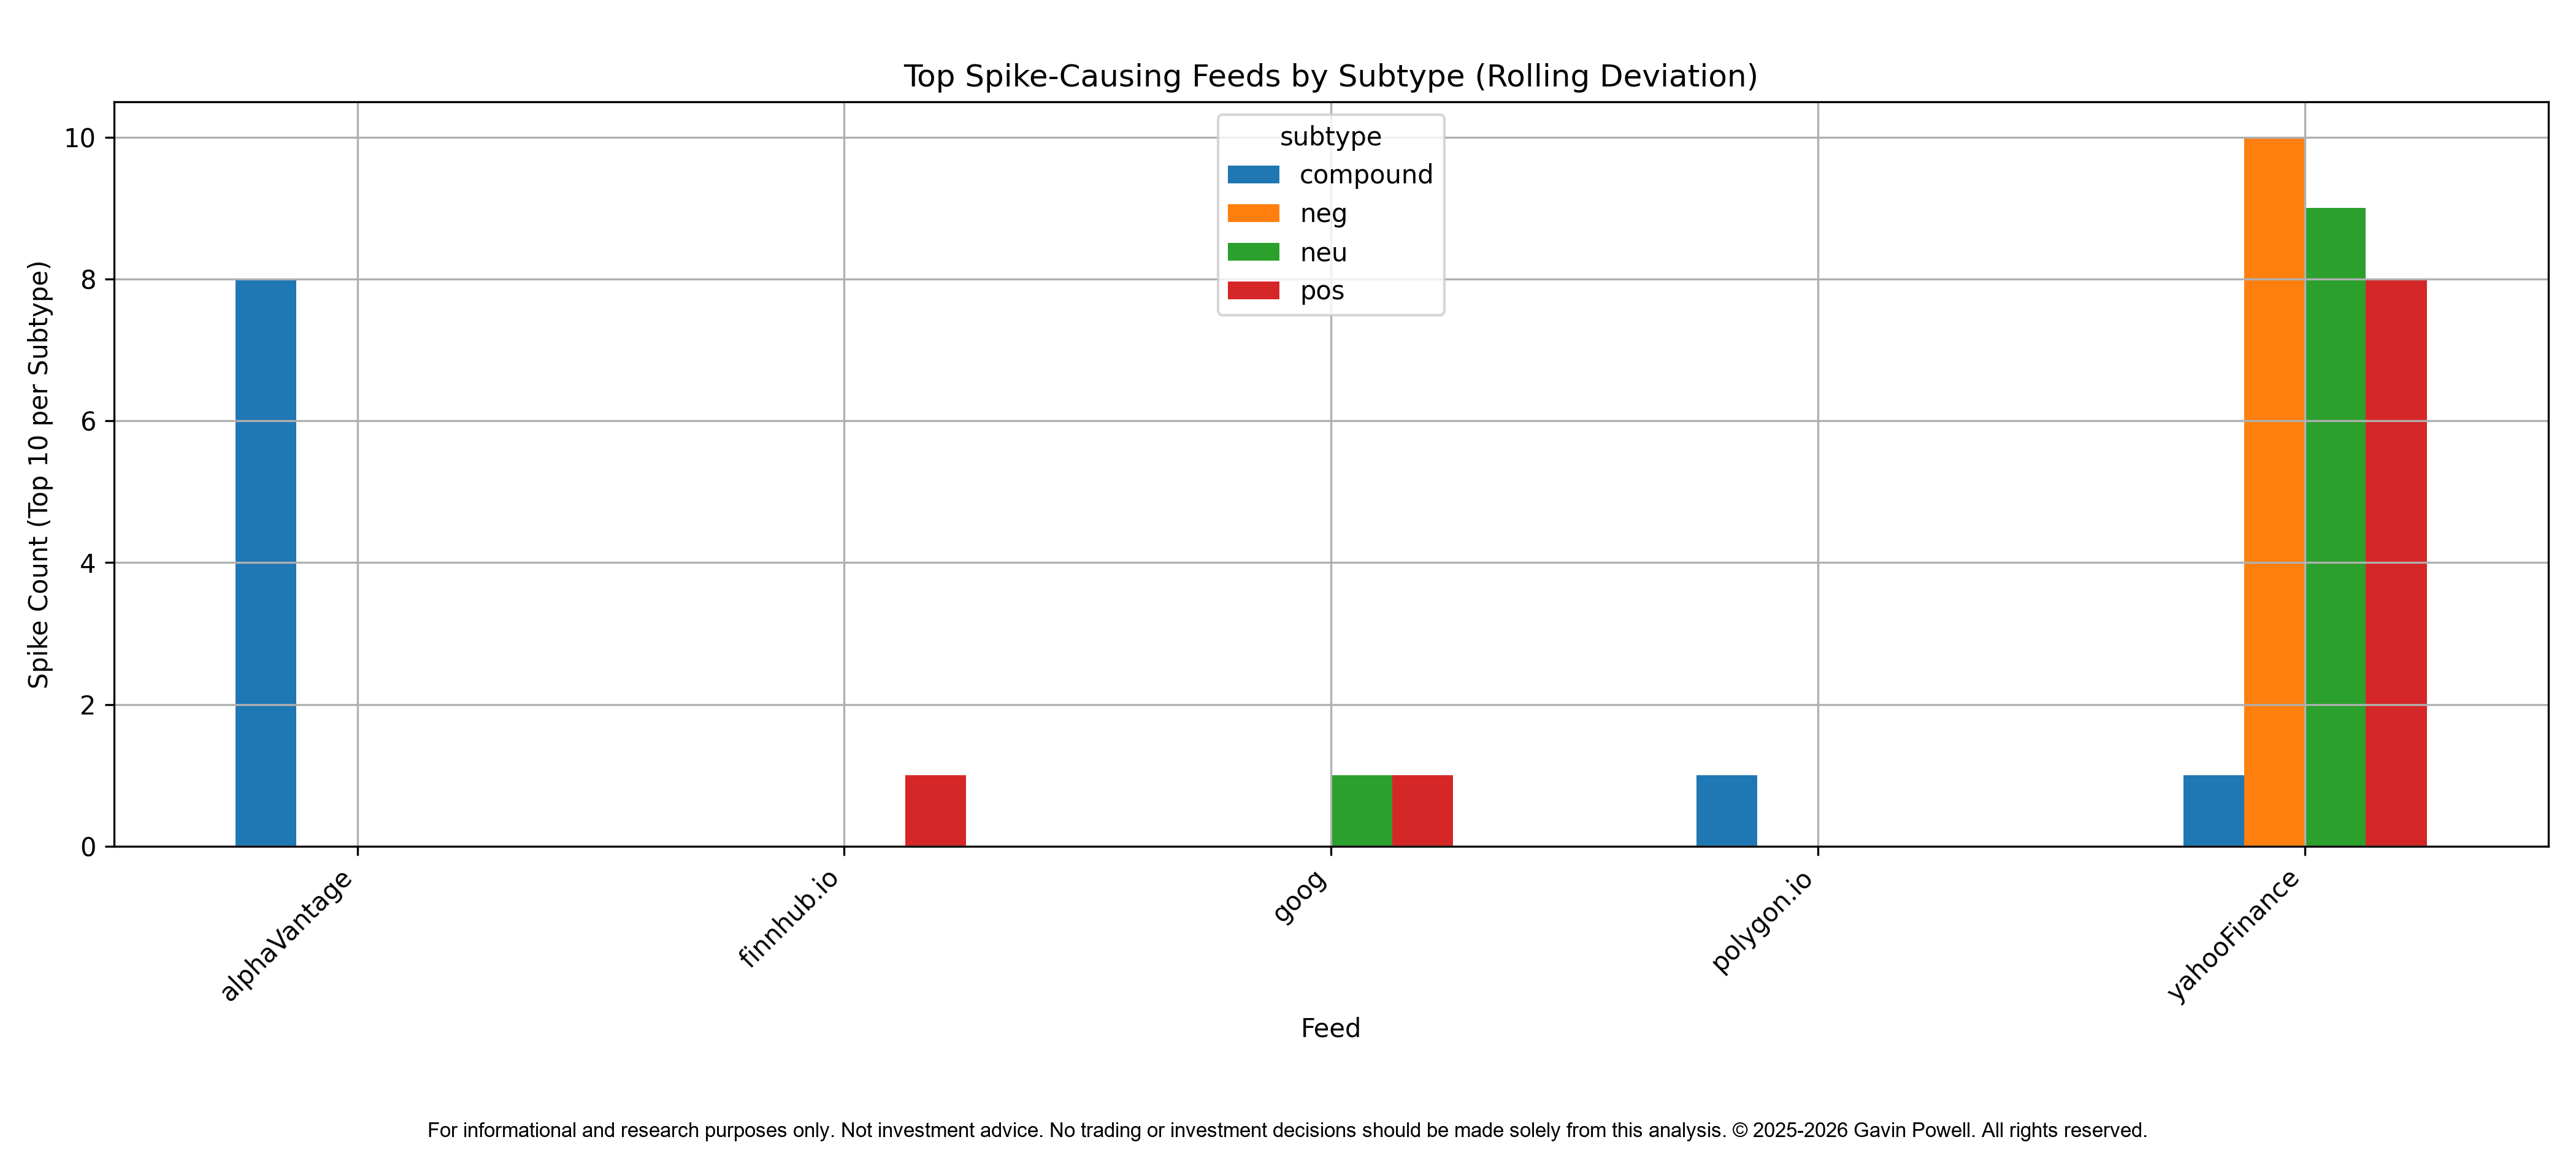 Top Spike-Causing Feeds by Subtype (Rolling Deviation)
Spike Count (Top 10 per Subtype)
10
8
6
4
2
0
subtype
compound
neg
neu
pos
alphaVantage
finnhub.io
goog
polygon.io
yahooFinance
Feed
For informational and research purposes only. Not investment advice. No trading or investment decisions should be made solely from this analysis. © 2025-2026 Gavin Powell. All rights reserved.